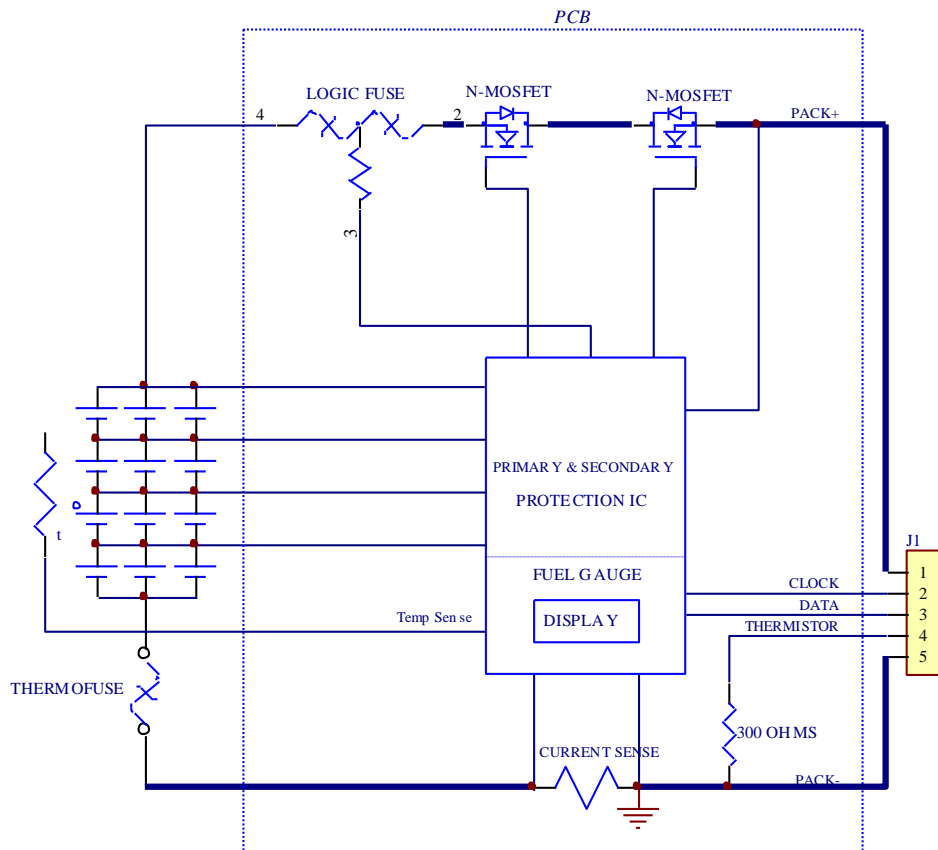 PCB
LOGIC FUSE
N-MOSFET
N-MOSFET
4
2
PACK+
3
PRIMARY & SECONDARY
PROTECTION IC
t
J1
FUEL GAUGE
1
CLOCK
2
DATA
3
Temp Sense
DISPLAY
THERMISTOR
4
5
THERMOFUSE
300 OHMS
CURRENT SENSE
PACK-